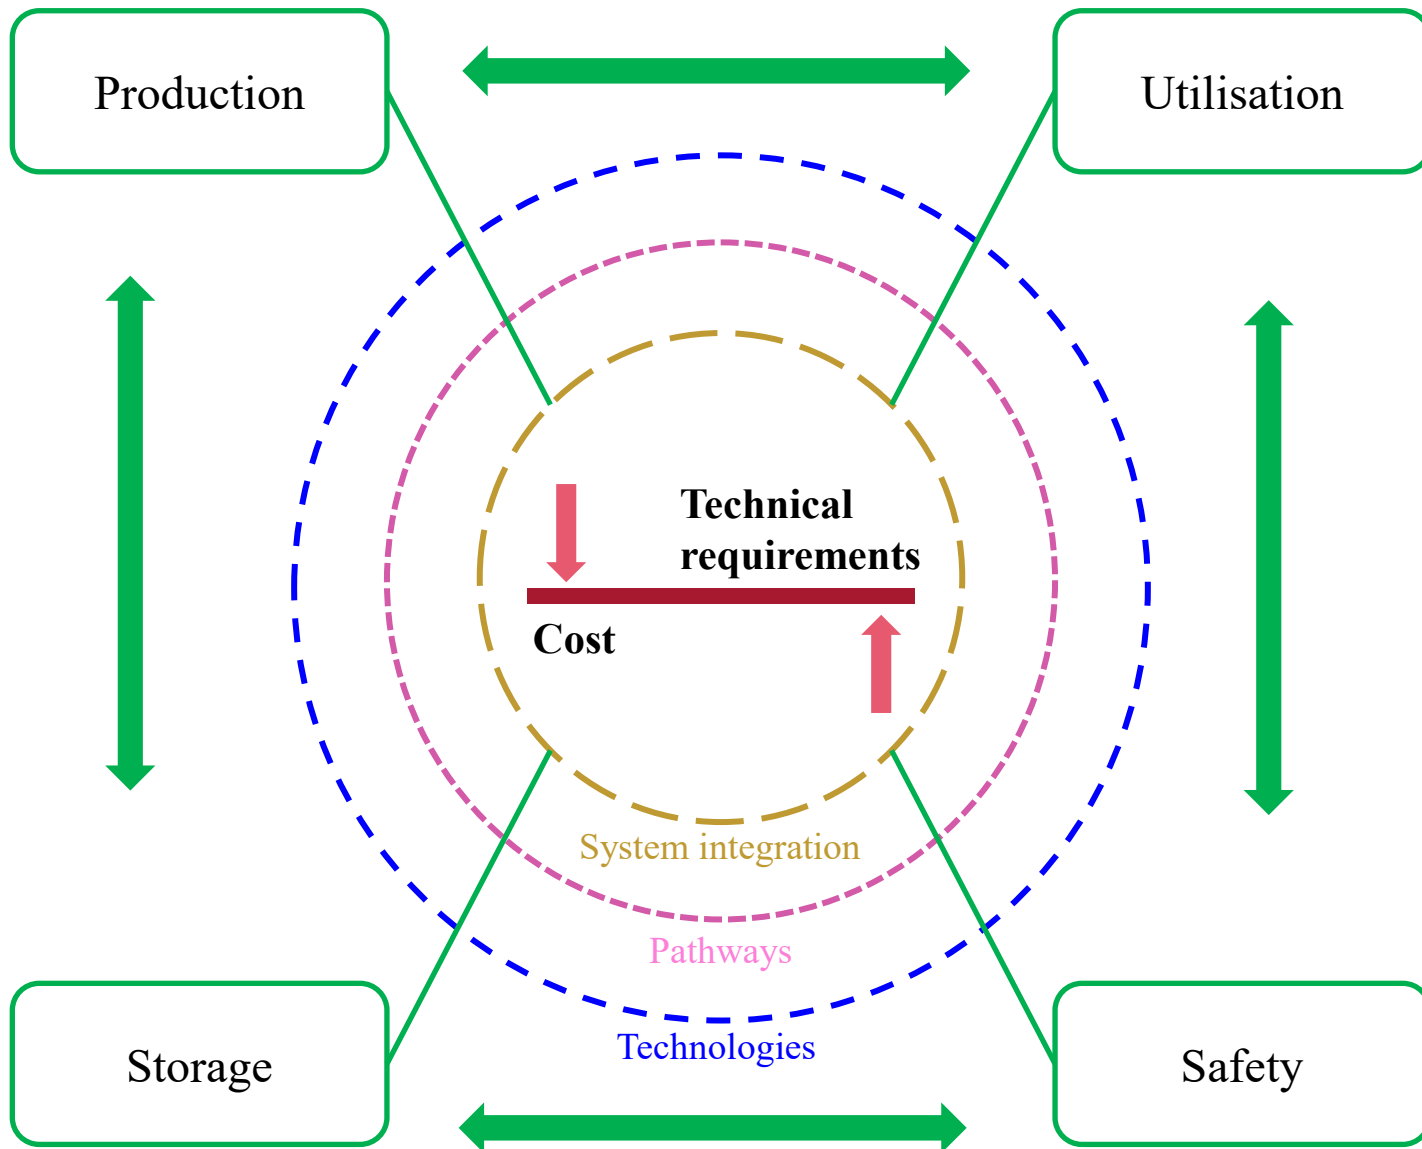 Production
Utilisation
Technical
requirements
Cost
System integration
Pathways
Technologies
Storage
Safety